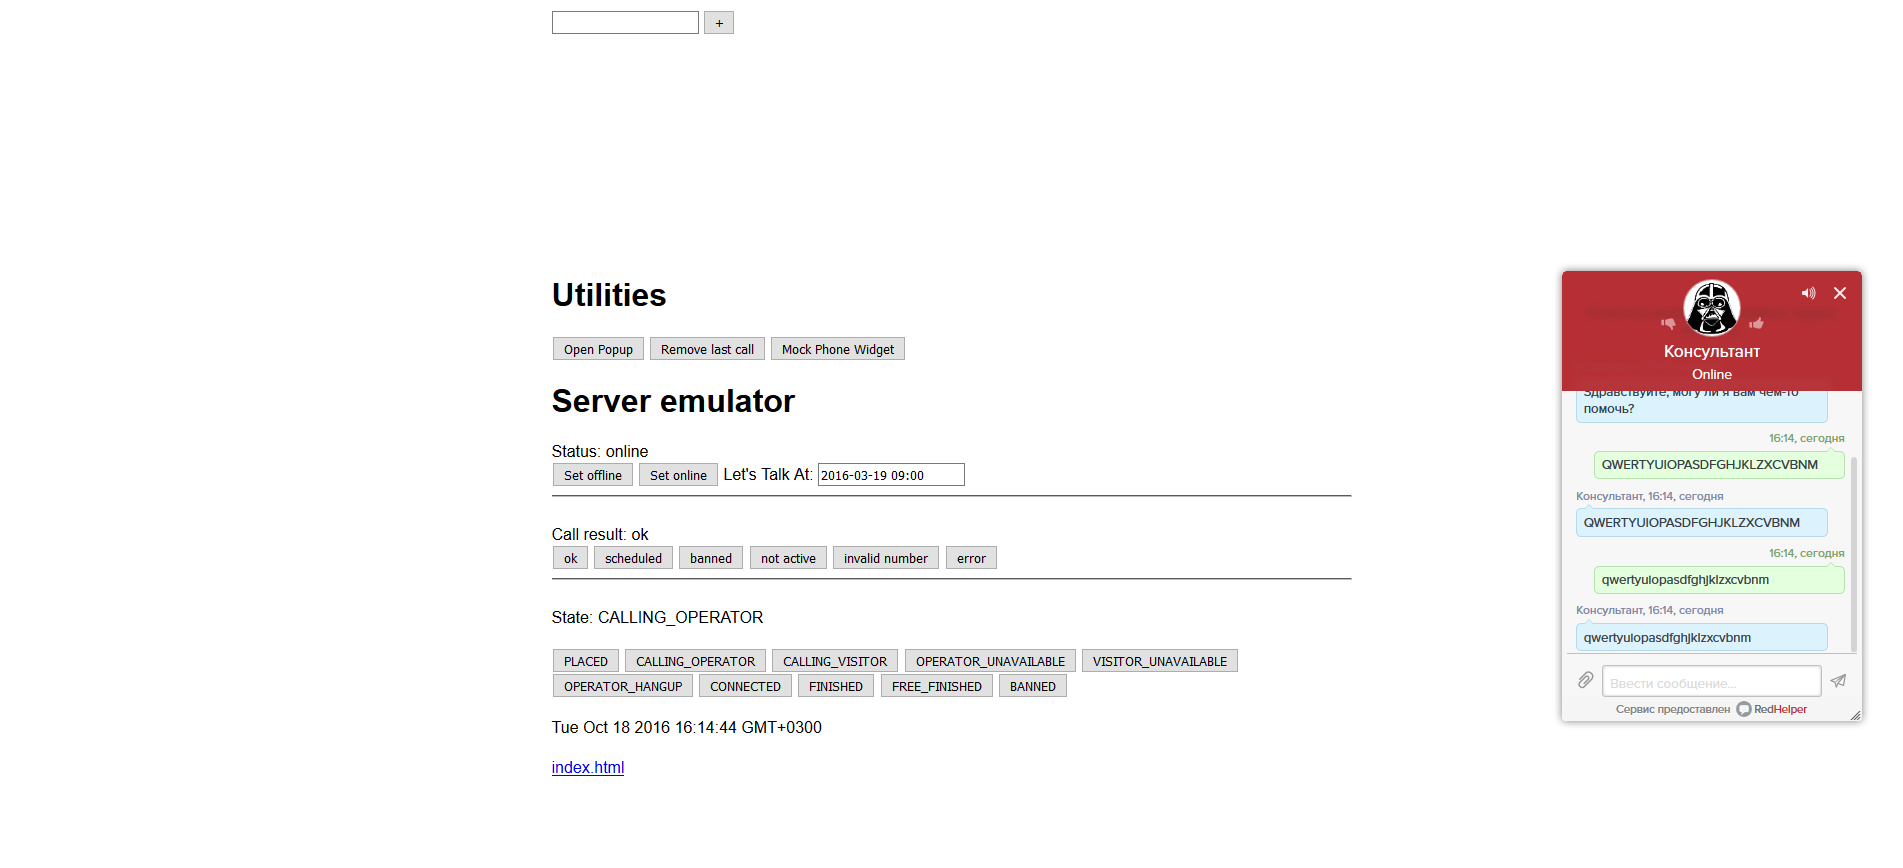 +
Utilities
Open Popup Remove last call Mock Phone Widget
Server emulator
Status: online
Set offline Set online Let's Talk At: 2016-03-19 09:00
Call result: ok
ok scheduled banned not active invalid number error
State: CALLING_OPERATOR
PLACED CALLING_OPERATOR CALLING_VISITOR OPERATOR_UNAVAILABLE VISITOR_UNAVAILABLE
OPERATOR_HANGUP CONNECTED FINISHED FREE_FINISHED BANNED
Tue Oct 18 2016 16:14:44 GMT+0300
index.html
Консультант
Online
Здравствуйте, могу ли я вам чем-то
помочь?
16:14, сегодня
QWERTYUIOPASDFGHJKLZXCVBNM
Консультант, 16:14, сегодня
QWERTYUIOPASDFGHJKLZXCVBNM
16:14, сегодня
qwertyuiopasdfghjklzxcvbnm
Консультант, 16:14, сегодня
qwertyuiopasdfghjklzxcvbnm
Ввести сообщение...
Сервис предоставлен RedHelper